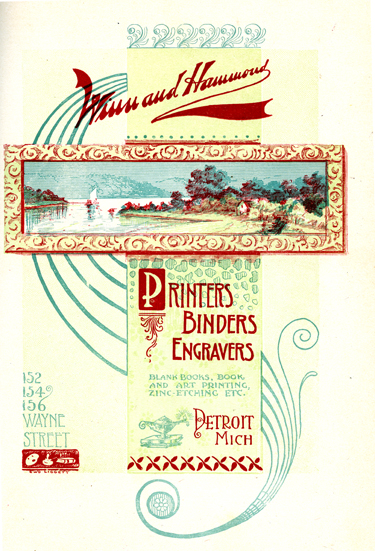 Winn and Hammond
PRINTERS
BINDERS
ENGRAVERS
BLANK BOOKS, BOOK
AND ART PRINTING,
ZINC-ETCHING ETC.
DETROIT
MICH
152
154
156
WAYNE
STREET